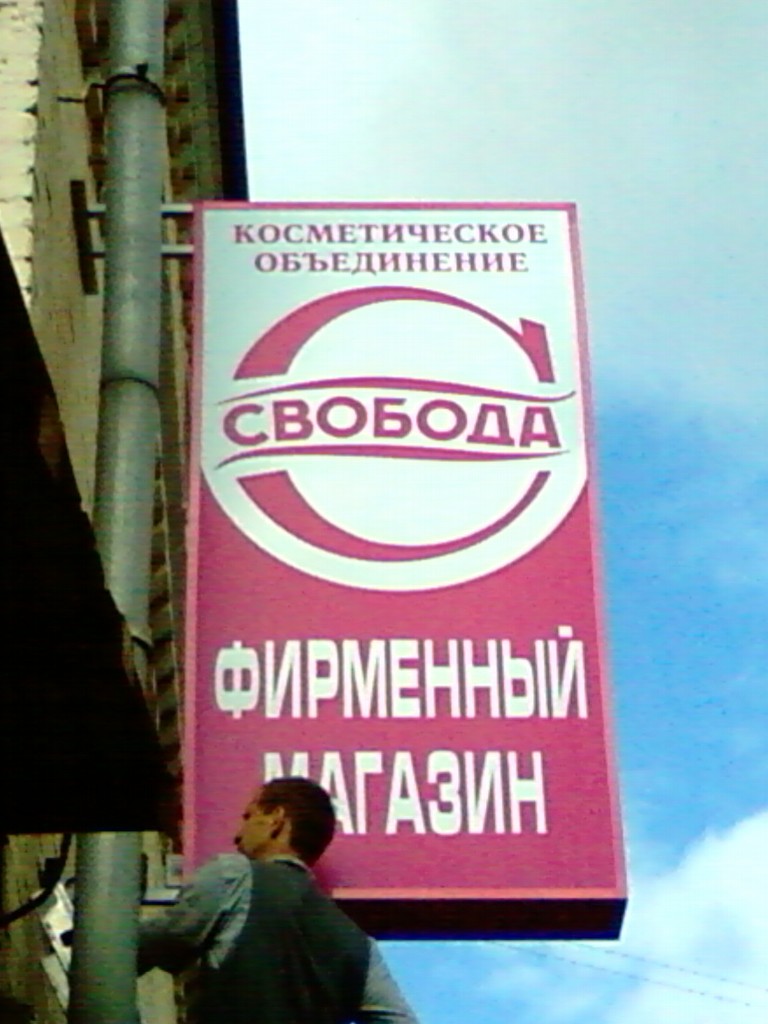 КОСМЕТИЧЕСКОЕ
ОБЪЕДИНЕНИЕ
СВОБОДА
ФИРМЕННЫЙ
МАГАЗИН